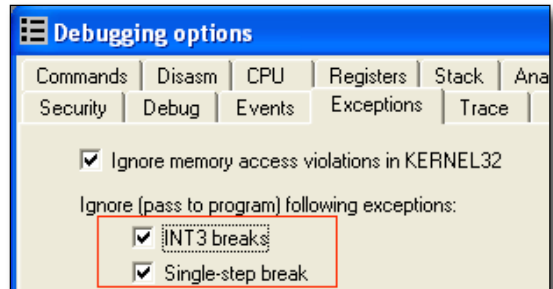 Debugging options
Commands Disasm CPU Registers Stack Ana
Security Debug Events Exceptions Trace
Ignore memory access violations in KERNEL32
Ignore (pass to program) following exceptions:
INT3 breaks
Single-step break